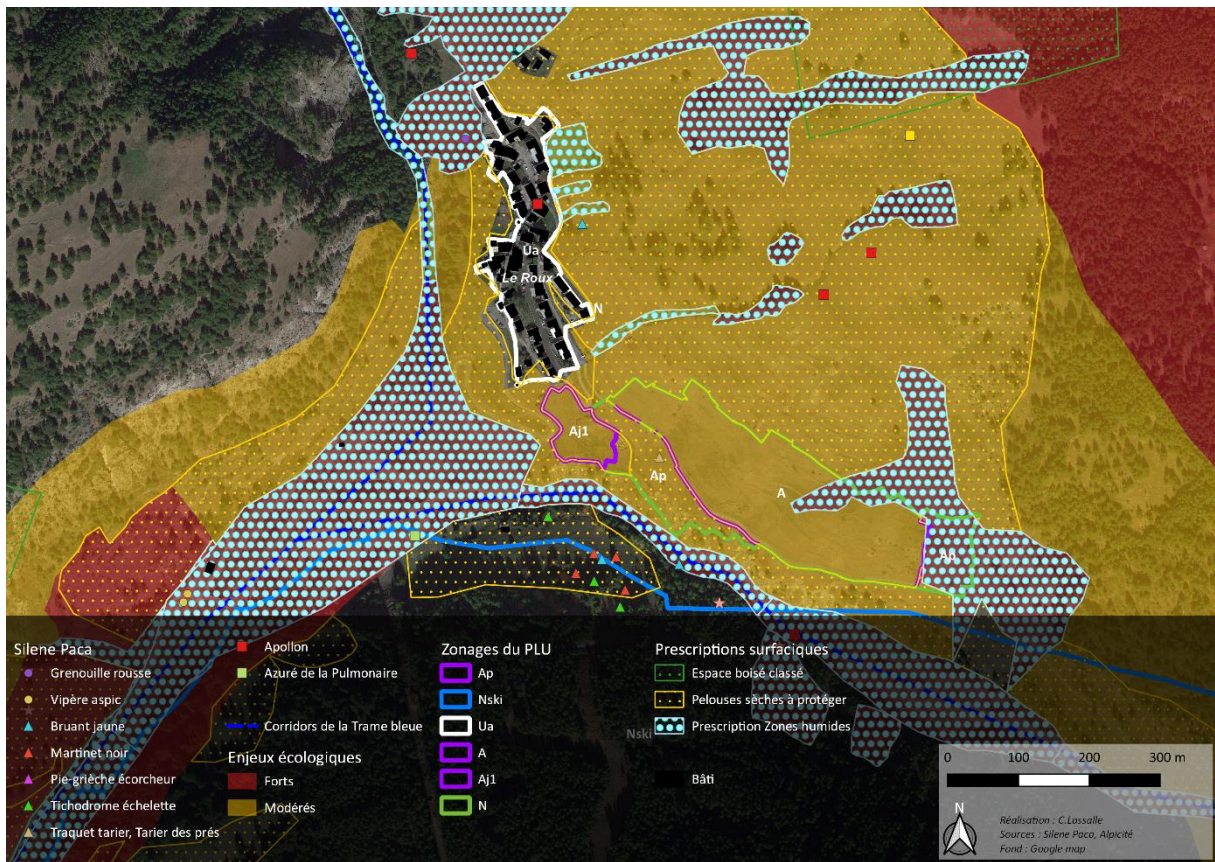 Ua
Le Roux
N
Aj1
Ap
A
Ap
Nski
Silene Paca
Grenouille rousse
Vipère aspic
Bruant jaune
Martinet noir
Pie-grièche écorcheur
Tichodrome échelette
Traquet tarier, Tarier des prés
Apollon
Azuré de la Pulmonaire
Corridors de la Trame bleue
Enjeux écologiques
Forts
Modérés
Zonages du PLU
Ap
Nski
Ua
A
Aj1
N
Prescriptions surfaciques
Espace boisé classé
Pelouses sèches à protéger
Prescription Zones humides
Bâti
0 100 200 300 m
N
Réalisation : C.Lossalle
Sources : Silene Paca, Alpicité
Fond : Google map